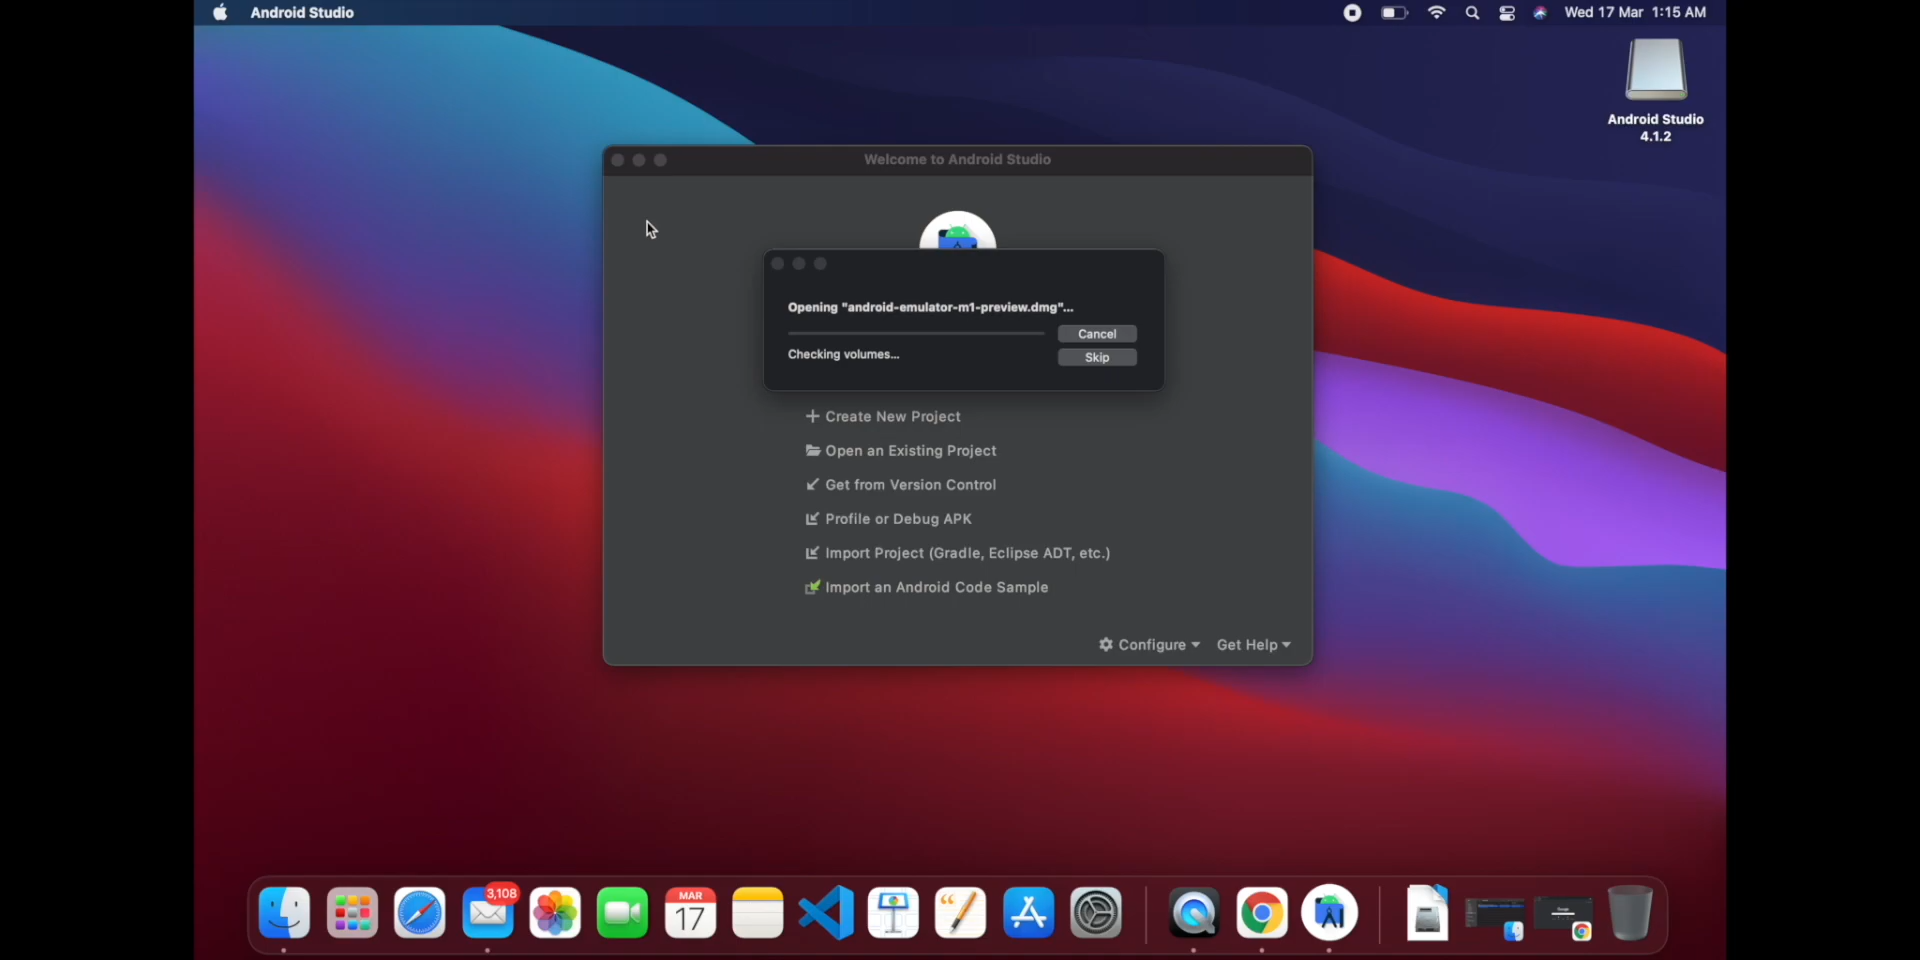 Android Studio
Wed 17 Mar 1:15 AM
Android Studio
4.1.2
Welcome to Android Studio
Opening "android-emulator-m1-preview.dmg"...
Cancel
Checking volumes...
Skip
Create New Project
Open an Existing Project
Get from Version Control
Profile or Debug APK
Import Project (Gradle, Eclipse ADT, etc.)
Import an Android Code Sample
Configure
Get Help
3,108
MAR
17